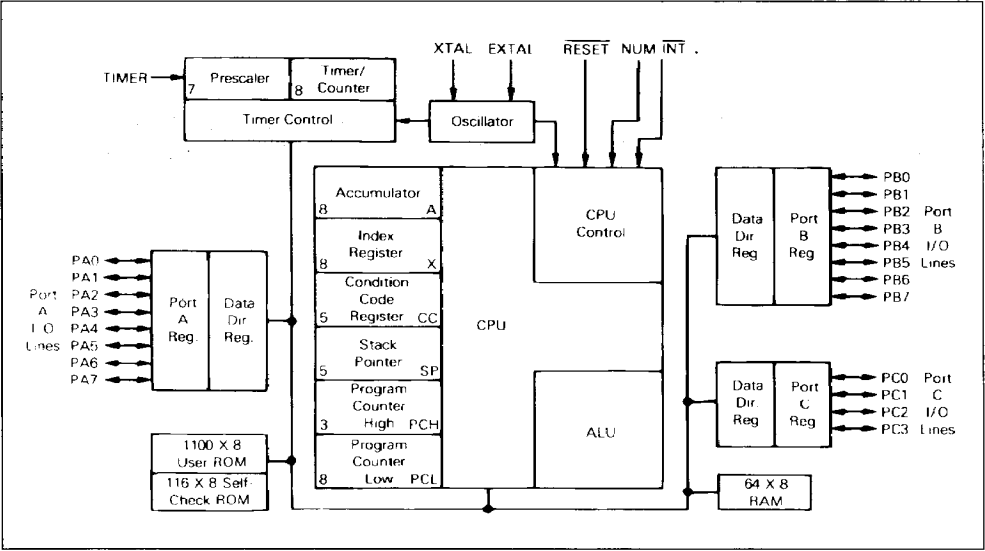 XTAL EXTAL RESET NUM INT .
TIMER
7 Prescaler
8 Timer/
Counter
Timer Control
Oscillator
8 Accumulator A
Index
8 Register X
Condition
Code
5 Register CC
Stack
5 Pointer SP
Program
Counter
3 High PCH
Program
Counter
8 Low PCL
CPU
CPU
Control
ALU
PA0
PA1
Port PA2
A PA3
I O PA4
Lines PA5
PA6
PA7
Port
A
Reg.
Data
Dir.
Reg.
1100 X 8
User ROM
116 X 8 Self-
Check ROM
Data
Dir
Reg
Port
B
Reg
PB0
PB1
PB2 Port
PB3 B
PB4 I/O
PB5 Lines
PB6
PB7
Data
Dir.
Reg
Port
C
Reg
PC0 Port
PC1 C
PC2 I/O
PC3 Lines
64 X 8
RAM